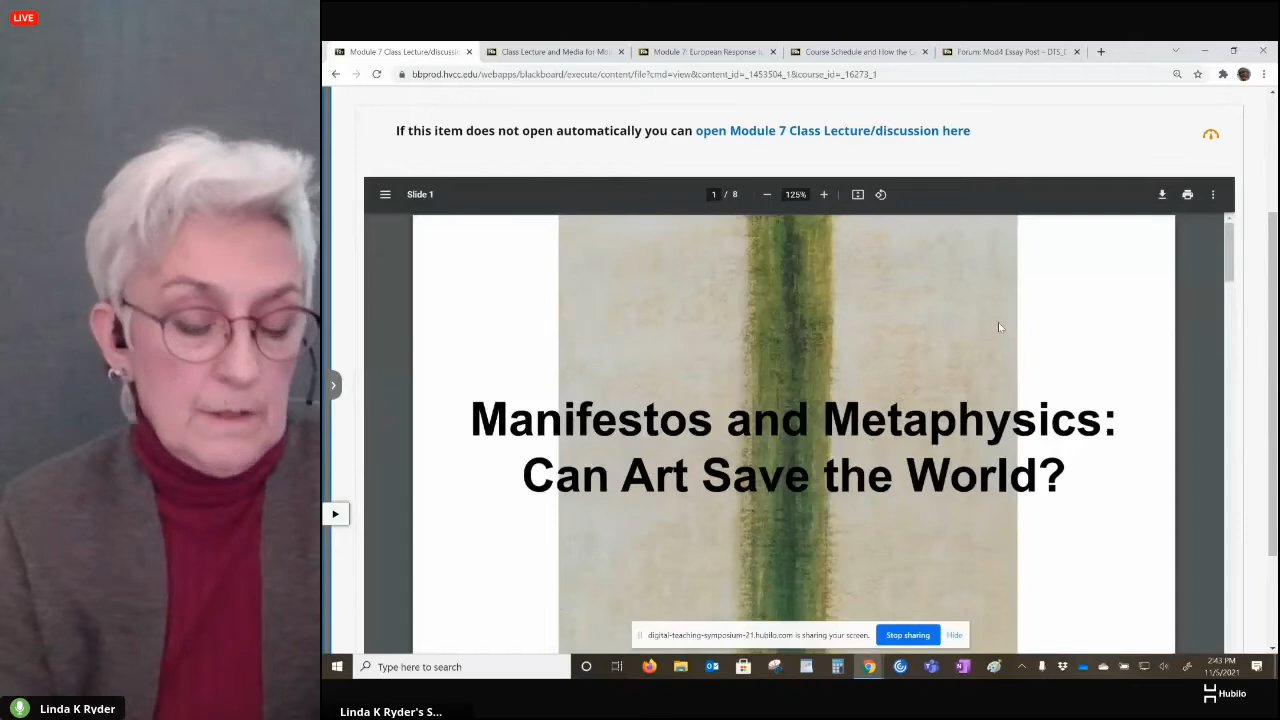 LIVE
Module 7 Class Lecture/discussio
Class Lecture and Media for Mo
Module 7: European Response to
Course Schedule and How the C
Forum: Mod4 Essay Post – DTS_D
bbprod.hvcc.edu/webapps/blackboard/execute/content/file?cmd=view&content_id=_1453504_1&course_id=_16273_1
If this item does not open automatically you can open Module 7 Class Lecture/discussion here
Slide 1
1 / 8
125%
Manifestos and Metaphysics:
Can Art Save the World?
digital-teaching-symposium-21.hubilo.com is sharing your screen.
Stop sharing
Hide
Type here to search
2:43 PM
11/5/2021
Hubilo
Linda K Ryder
Linda K Ryder's S...